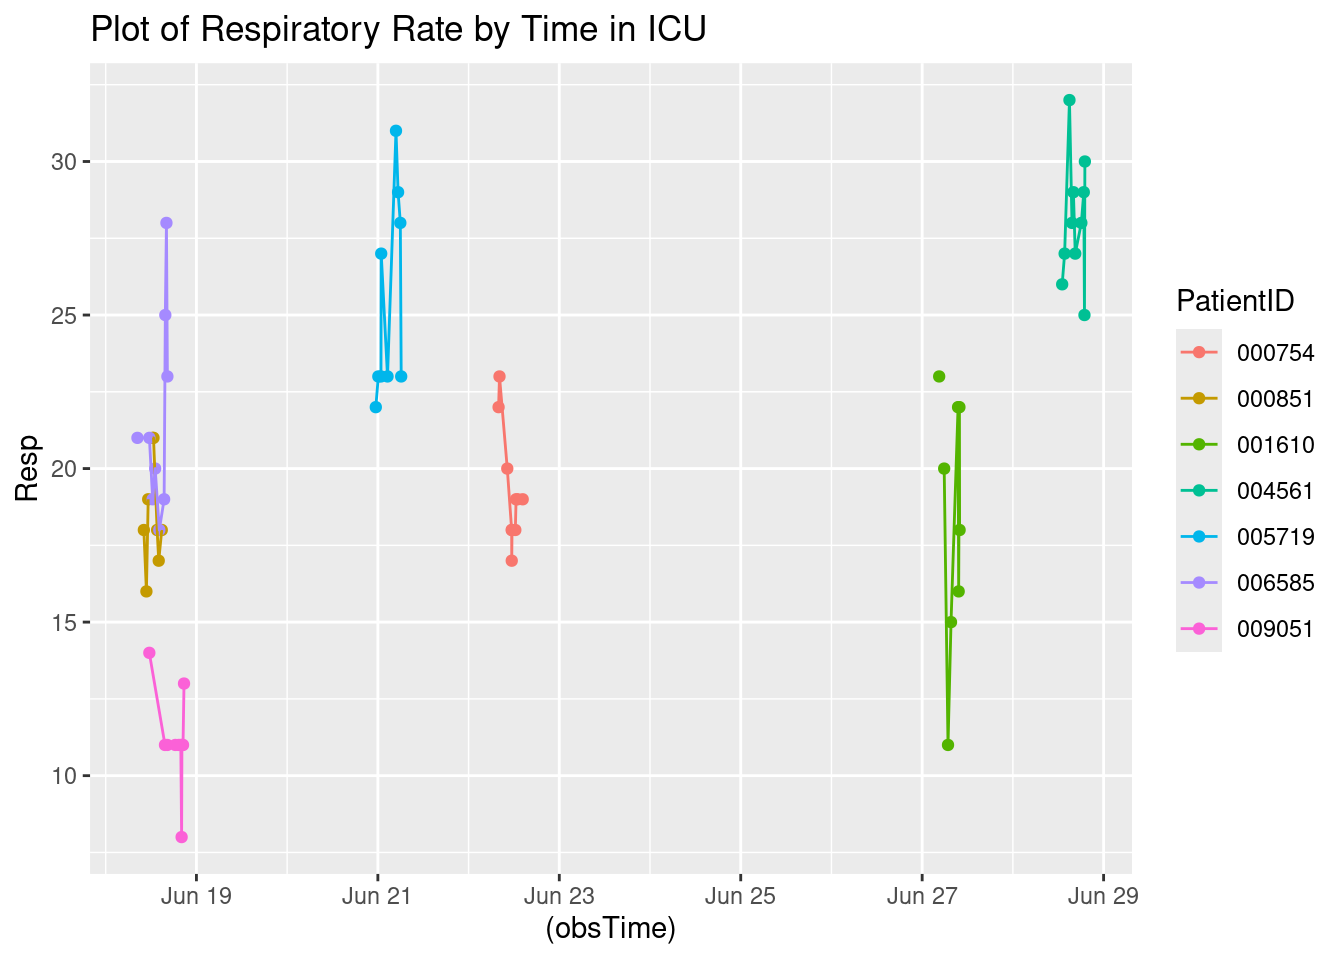 Plot of Respiratory Rate by Time in ICU
30
25
20
15
10
Resp
Jun 19 Jun 21 Jun 23 Jun 25 Jun 27 Jun 29
(obsTime)
PatientID
000754
000851
001610
004561
005719
006585
009051